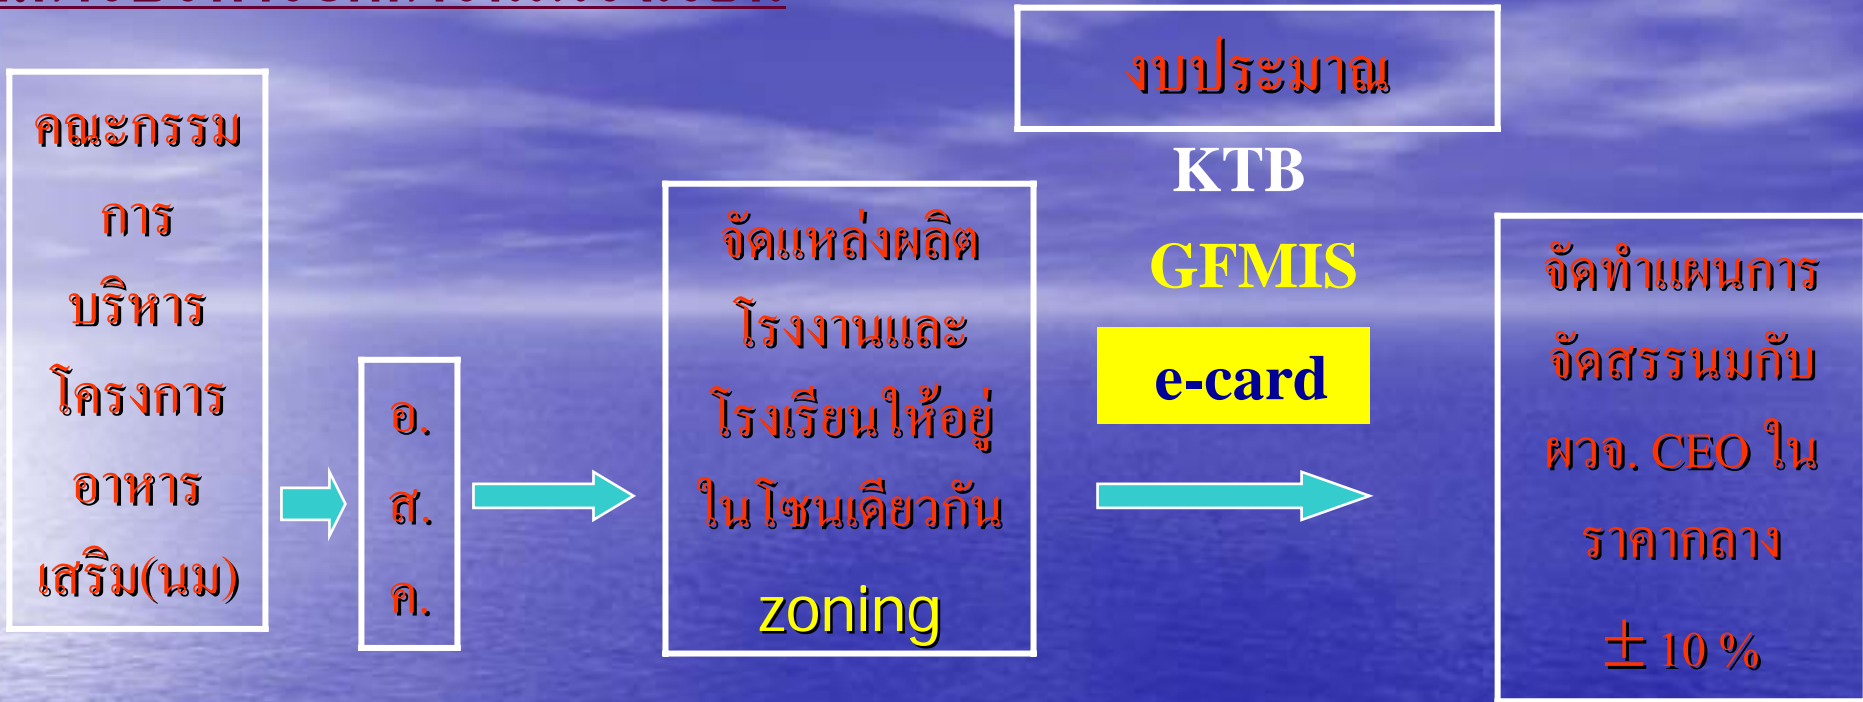 คณะกรรม
การ
บริหาร
โครงการ
อาหาร
เสริม(นม)
อ.
ส.
ค.
จัดแหล่งผลิต
โรงงานและ
โรงเรียนให้อยู่
ในโซนเดียวกัน
zoning
งบประมาณ
KTB
GFMIS
e-card
จัดทำแผนการ
จัดสรรนมกับ
ผวจ. CEO ใน
ราคากลาง
± 10 %